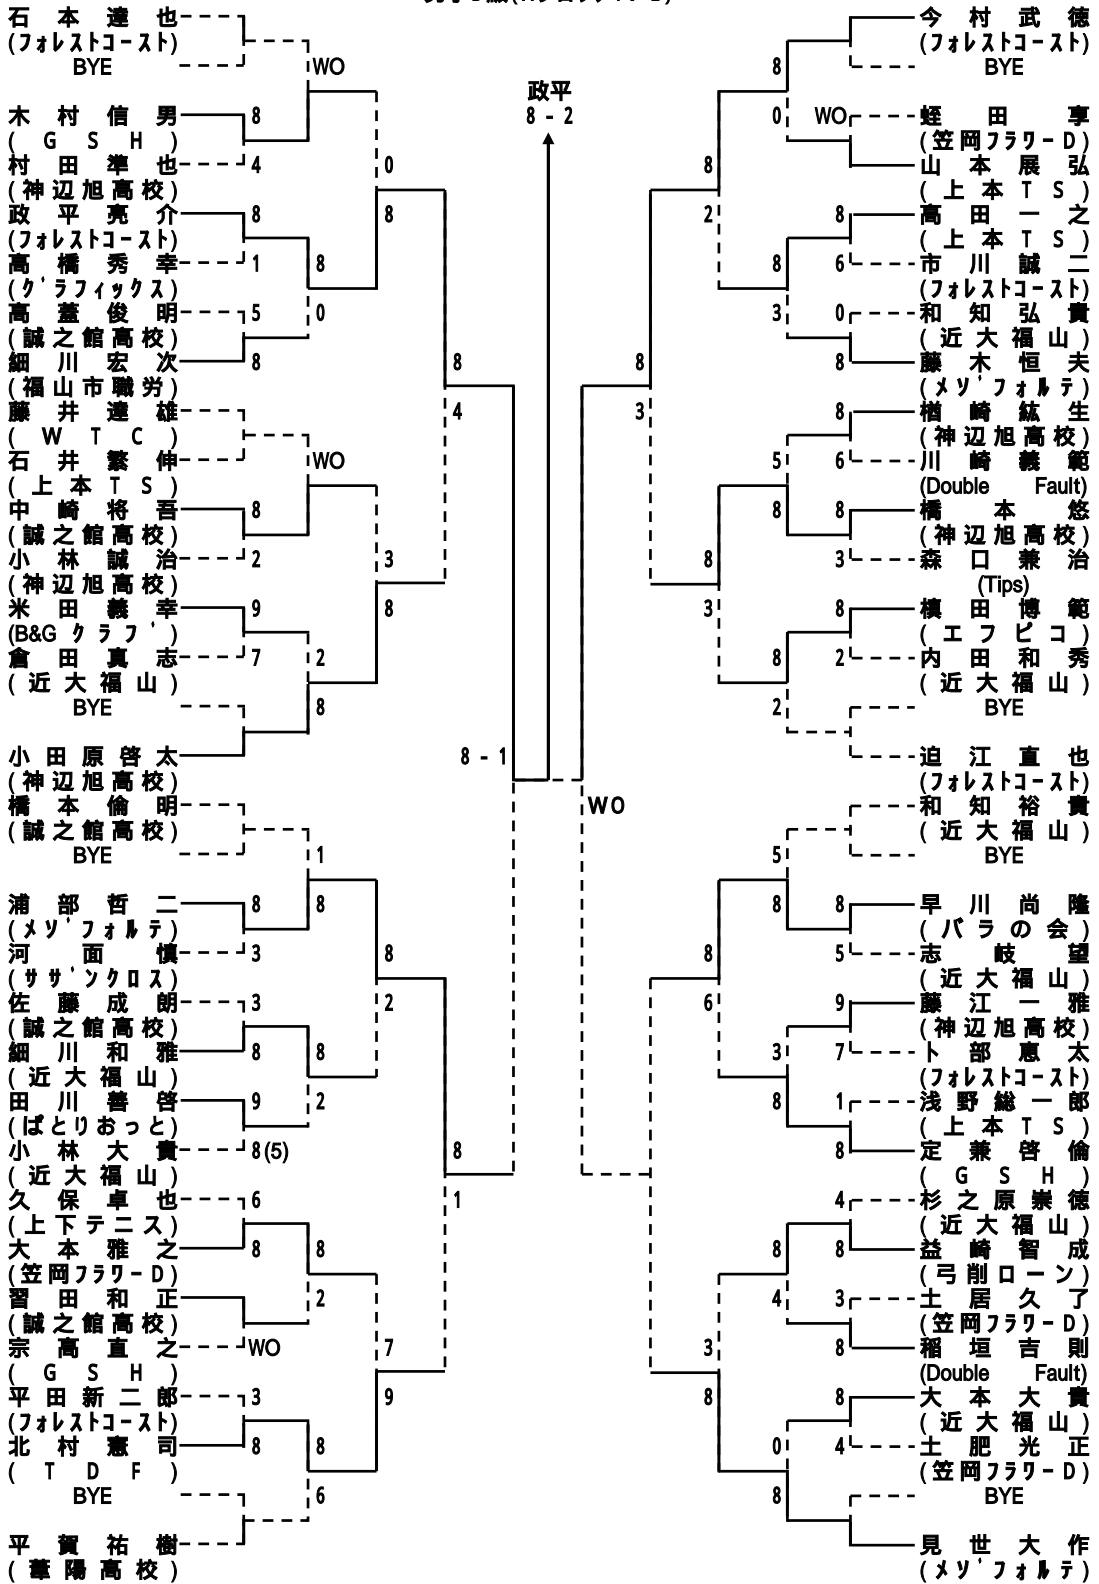 政平
8 - 2
石本達也
(フォレストコースト)
BYE
WO
木村信男
8
(GSH)
村田準也
4
0
(神辺旭高校)
政平亮介
8
8
(フォレストコースト)
高橋秀幸
1
8
(グラフィックス)
高蓋俊明
5
0
(誠之館高校)
細川宏次
8
8
(福山市職労)
藤井達雄
4
(WTC)
石井繁伸
WO
(上本TS)
中崎将吾
8
(誠之館高校)
小林誠治
2
3
(神辺旭高校)
米田義幸
9
8
(B&Gクラブ)
倉田真志
7
2
(近大福山)
BYE
8
小田原啓太
8 - 1
(神辺旭高校)
橋本倫明
(誠之館高校)
BYE
1
浦部哲二
8
8
(メゾフォルテ)
河面慎
3
8
(サザンクロス)
佐藤成朗
3
2
(誠之館高校)
細川和雅
8
8
(近大福山)
田川善啓
9
2
(ぱとりおっと)
小林大貴
8(5)
8
(近大福山)
久保卓也
6
1
(上下テニス)
大本雅之
8
8
(笠岡フラワーD)
習田和正
2
(誠之館高校)
宗高直之
WO
7
(GSH)
平田新二郎
3
9
(フォレストコースト)
北村憲司
8
8
(TDF)
BYE
6
平賀祐樹
(葦陽高校)
今村武徳
(フォレストコースト)
8
BYE
0
WO
蛭田享
(笠岡フラワーD)
8
山本展弘
(上本TS)
2
8
高田一之
(上本TS)
8
6
市川誠二
(フォレストコースト)
3
0
和知弘貴
(近大福山)
8
8
藤木恒夫
(メゾフォルテ)
3
8
楢崎紘生
(神辺旭高校)
5
6
川崎義範
(Double Fault)
8
8
橋本悠
(神辺旭高校)
8
3
森口兼治
(Tips)
3
8
槙田博範
(エフピコ)
8
2
内田和秀
(近大福山)
2
BYE
迫江直也
(フォレストコースト)
WO
和知裕貴
(近大福山)
5
BYE
8
8
早川尚隆
(バラの会)
8
5
志岐望
(近大福山)
6
9
藤江一雅
(神辺旭高校)
3
7
卜部恵太
(フォレストコースト)
8
1
浅野総一郎
(上本TS)
8
定兼啓倫
(GSH)
4
杉之原崇徳
(近大福山)
8
8
益崎智成
(弓削ローン)
4
3
土居久了
(笠岡フラワーD)
3
8
稲垣吉則
(Double Fault)
8
8
大本大貴
(近大福山)
0
4
土肥光正
(笠岡フラワーD)
8
BYE
見世大作
(メゾフォルテ)